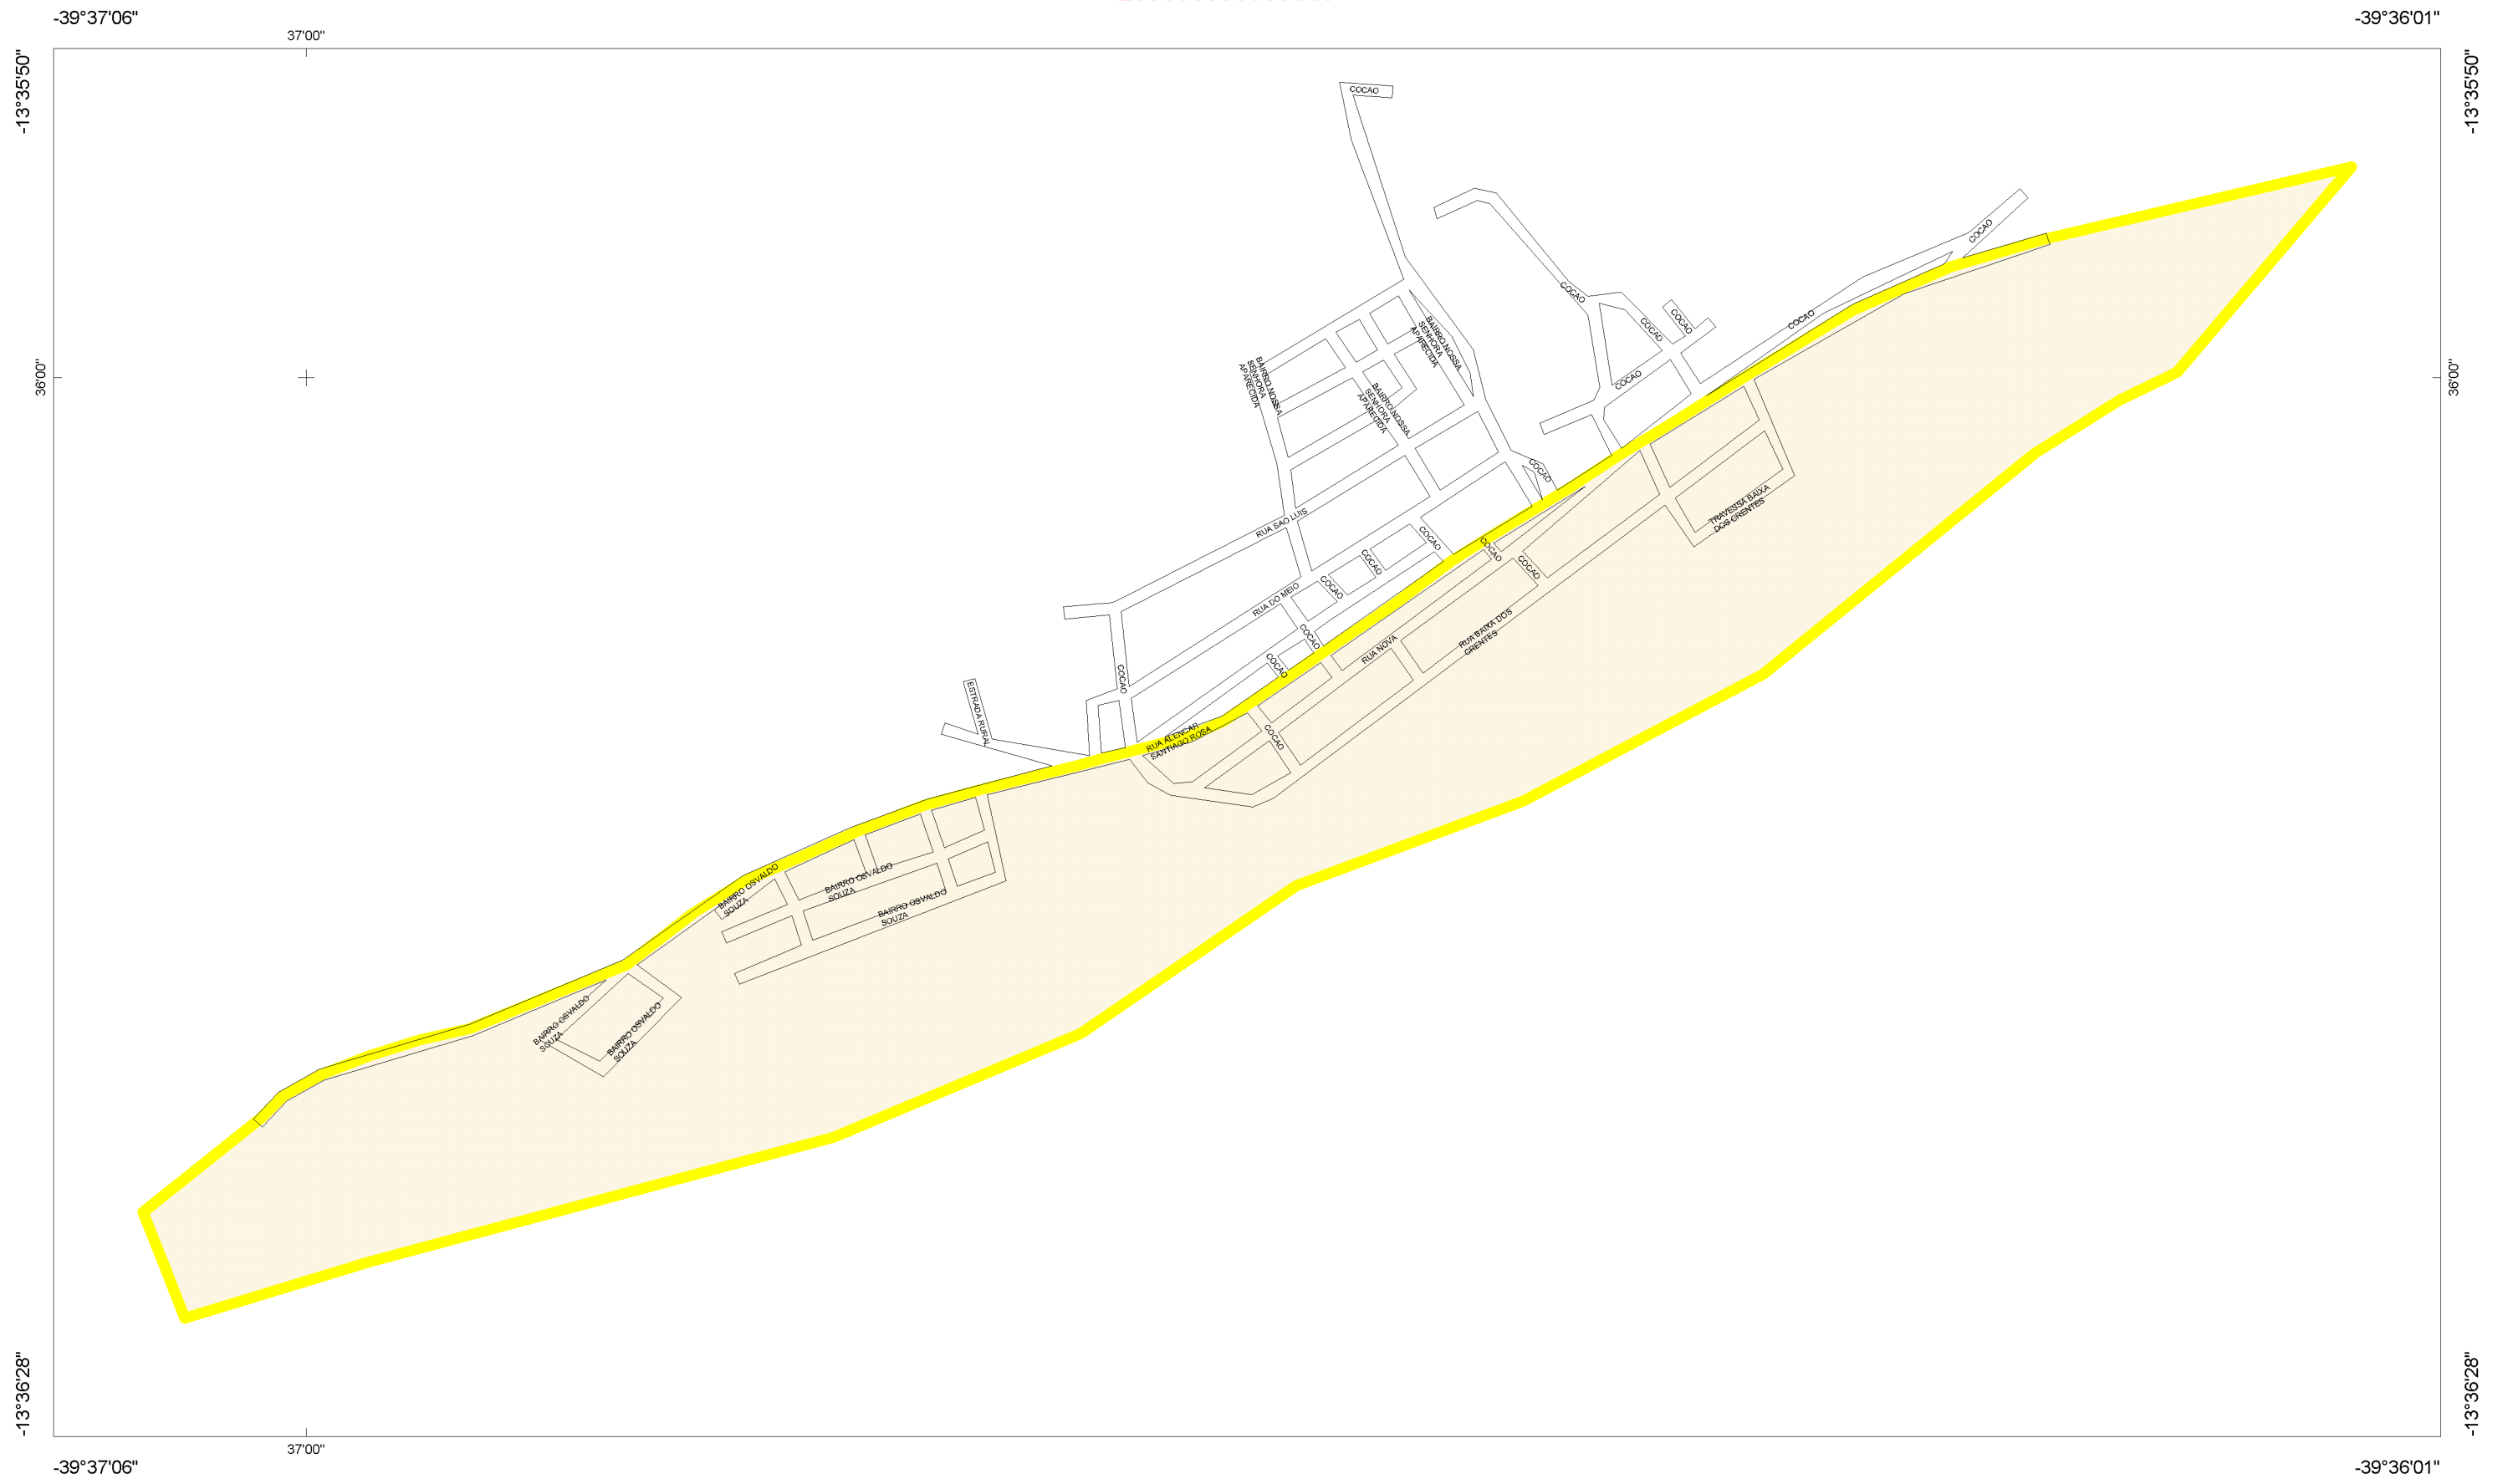 -39°37'06"
-39°36'01"
37'00"
-13°35'50"
-13°35'50"
COCAO
COCAO
COCAO
COCAO
COCAO
COCAO
BAIRRO NOSSA
SENHORA
APARECIDA
BAIRRO NOSSA
SENHORA
APARECIDA
36'00"
36'00"
COCAO
BAIRRO NOSSA
SENHORA
APARECIDA
COCAO
TRAVESSA BAIXA
DOS CRENTES
RUA SAO LUIS
COCAO
COCAO
COCAO
COCAO
COCAO
RUA DO MEIO
COCAO
RUA BAIXA DOS
CRENTES
RUA NOVA
COCAO
COCAO
ESTRADA RURAL
RUA ALENCAR
SANTIAGO ROSA
COCAO
BAIRRO OSVALDO
SOUZA
BAIRRO OSVALDO
SOUZA
BAIRRO OSVALDO
SOUZA
BAIRRO OSVALDO
SOUZA
BAIRRO OSVALDO
SOUZA
-13°36'28"
-13°36'28"
37'00"
-39°37'06"
-39°36'01"